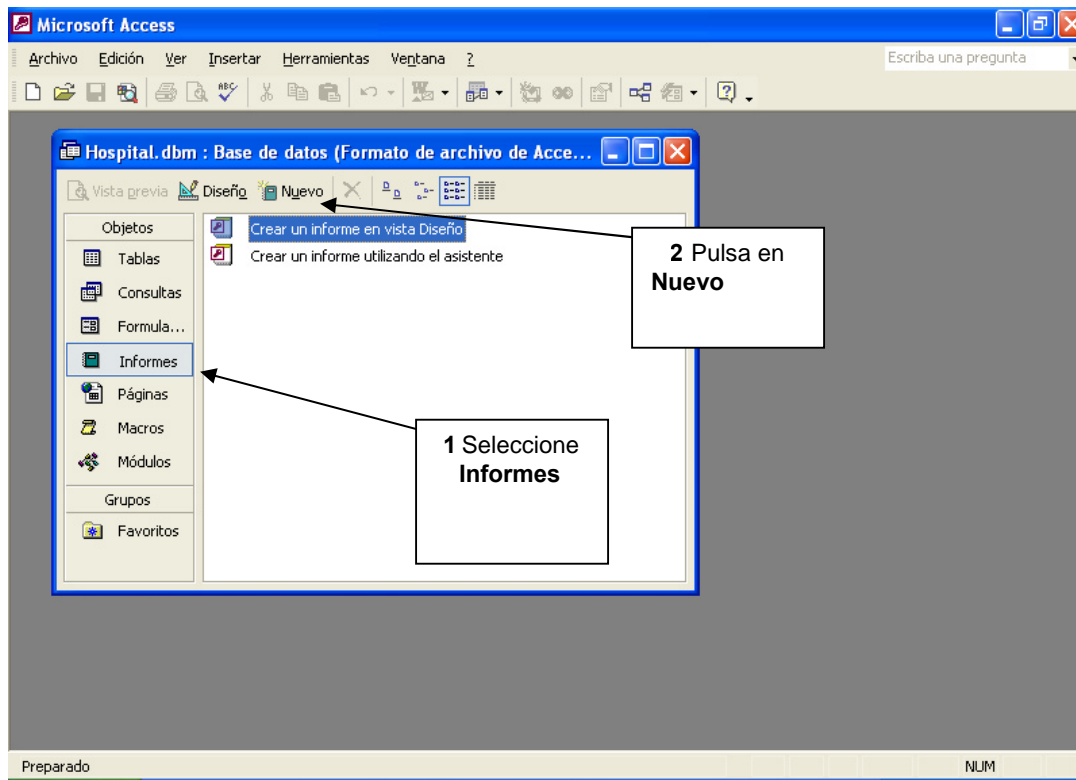 Microsoft Access
Archivo Edición Ver Insertar Herramientas Ventana ? Escriba una pregunta
ABC
Hospital.dbm : Base de datos (Formato de archivo de Acce...
Vista previa Diseño Nuevo
Objetos
Tablas
Consultas
Formula...
Informes
Páginas
Macros
Módulos
Grupos
Favoritos
Crear un informe en vista Diseño
Crear un informe utilizando el asistente
2 Pulsa en
Nuevo
1 Seleccione
Informes
Preparado NUM